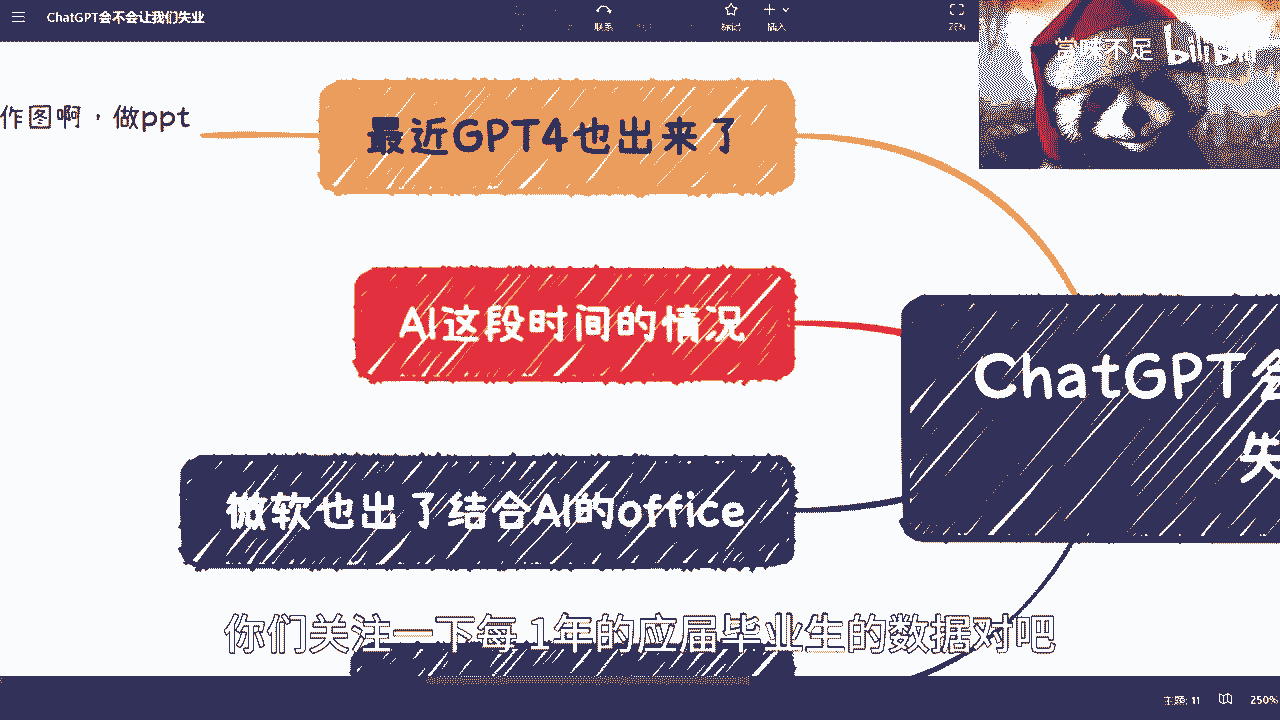 ChatGPT会不会让我们失业
联系
标记
插入
ZEN
赏味不足 bilibili
作图啊，做ppt
最近GPT4也出来了
AI这段时间的情况
ChatGPT会
失
微软也出了结合AI的office
你们关注一下每1年的应届毕业生的数据对吧
主题: 11
250%